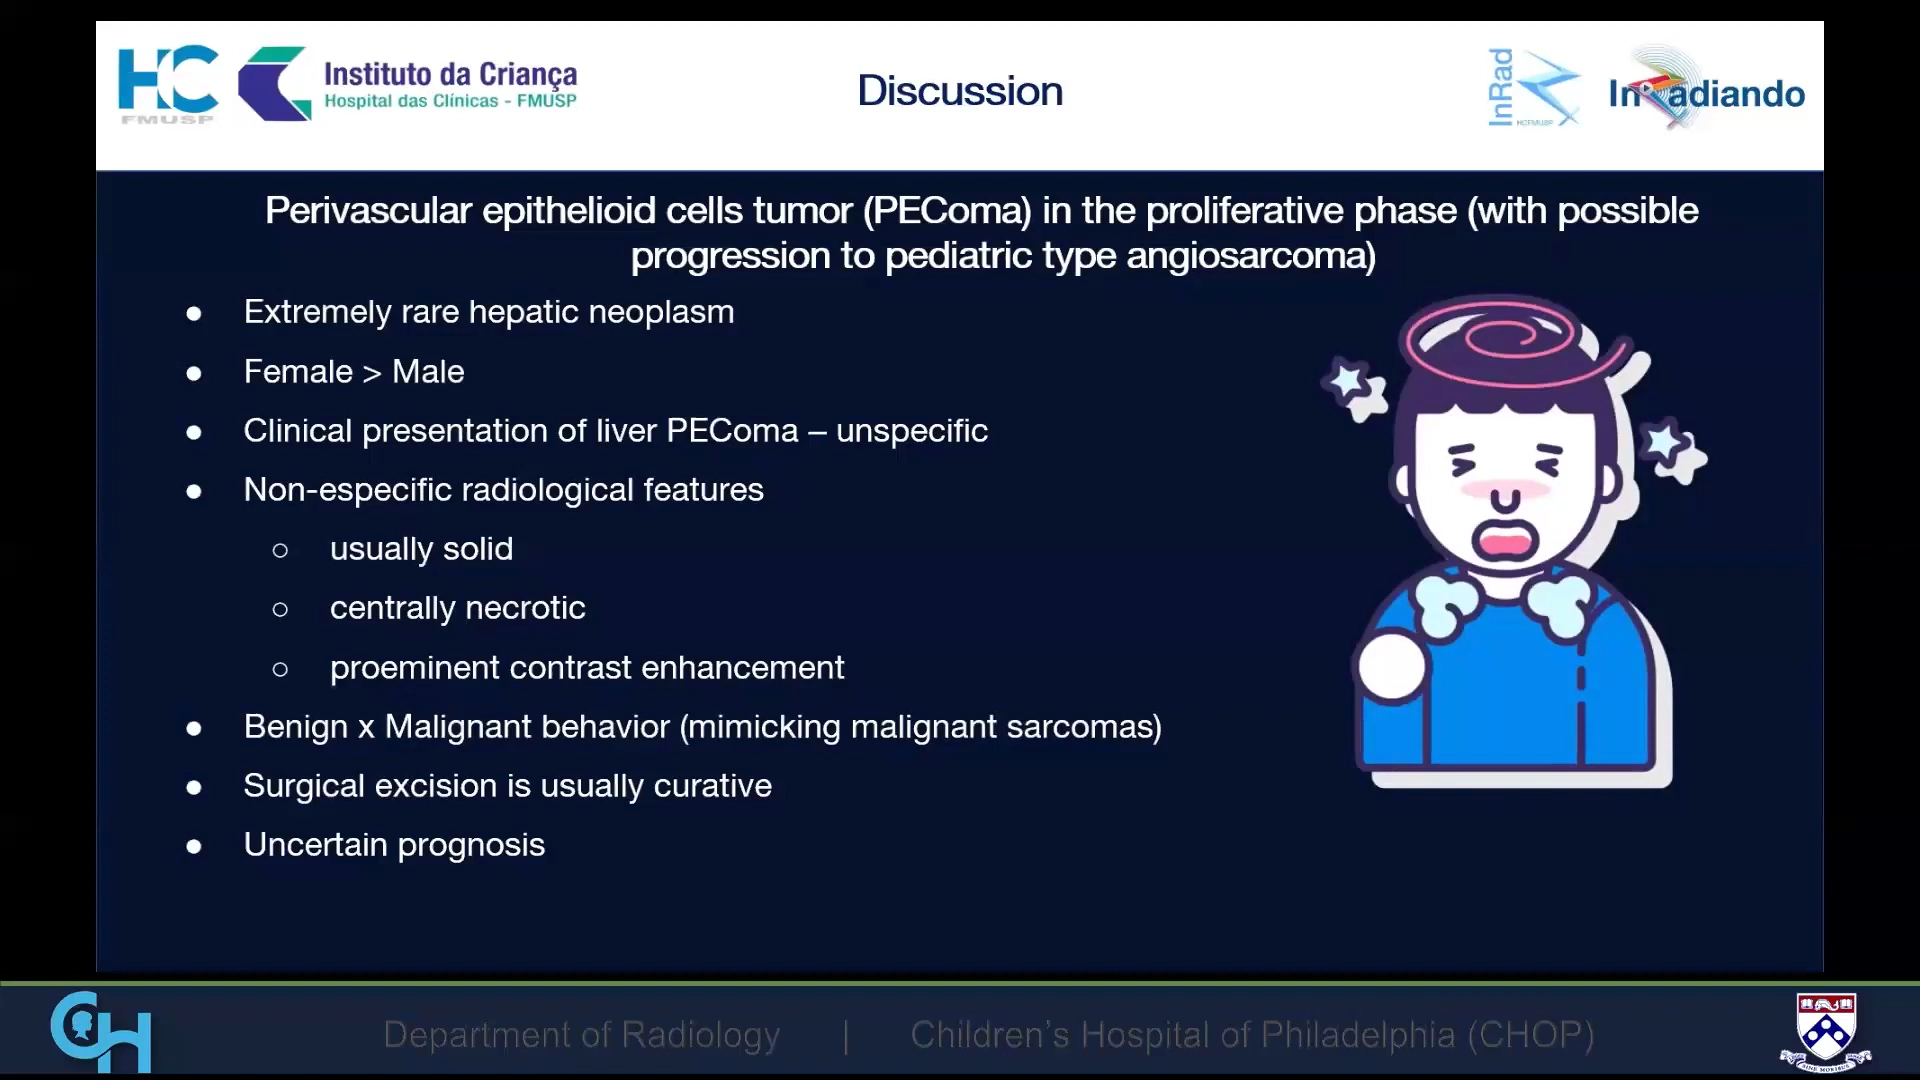 HC
FMUSP
Instituto da Criança
Hospital das Clínicas - FMUSP
Discussion
InRad
HCFMUSP
InRadiando
Perivascular epithelioid cells tumor (PEComa) in the proliferative phase (with possible
progression to pediatric type angiosarcoma)
● Extremely rare hepatic neoplasm
● Female > Male
● Clinical presentation of liver PEComa – unspecific
● Non-especific radiological features
○ usually solid
○ centrally necrotic
○ proeminent contrast enhancement
● Benign x Malignant behavior (mimicking malignant sarcomas)
● Surgical excision is usually curative
● Uncertain prognosis
CH
Department of Radiology | Children's Hospital of Philadelphia (CHOP)